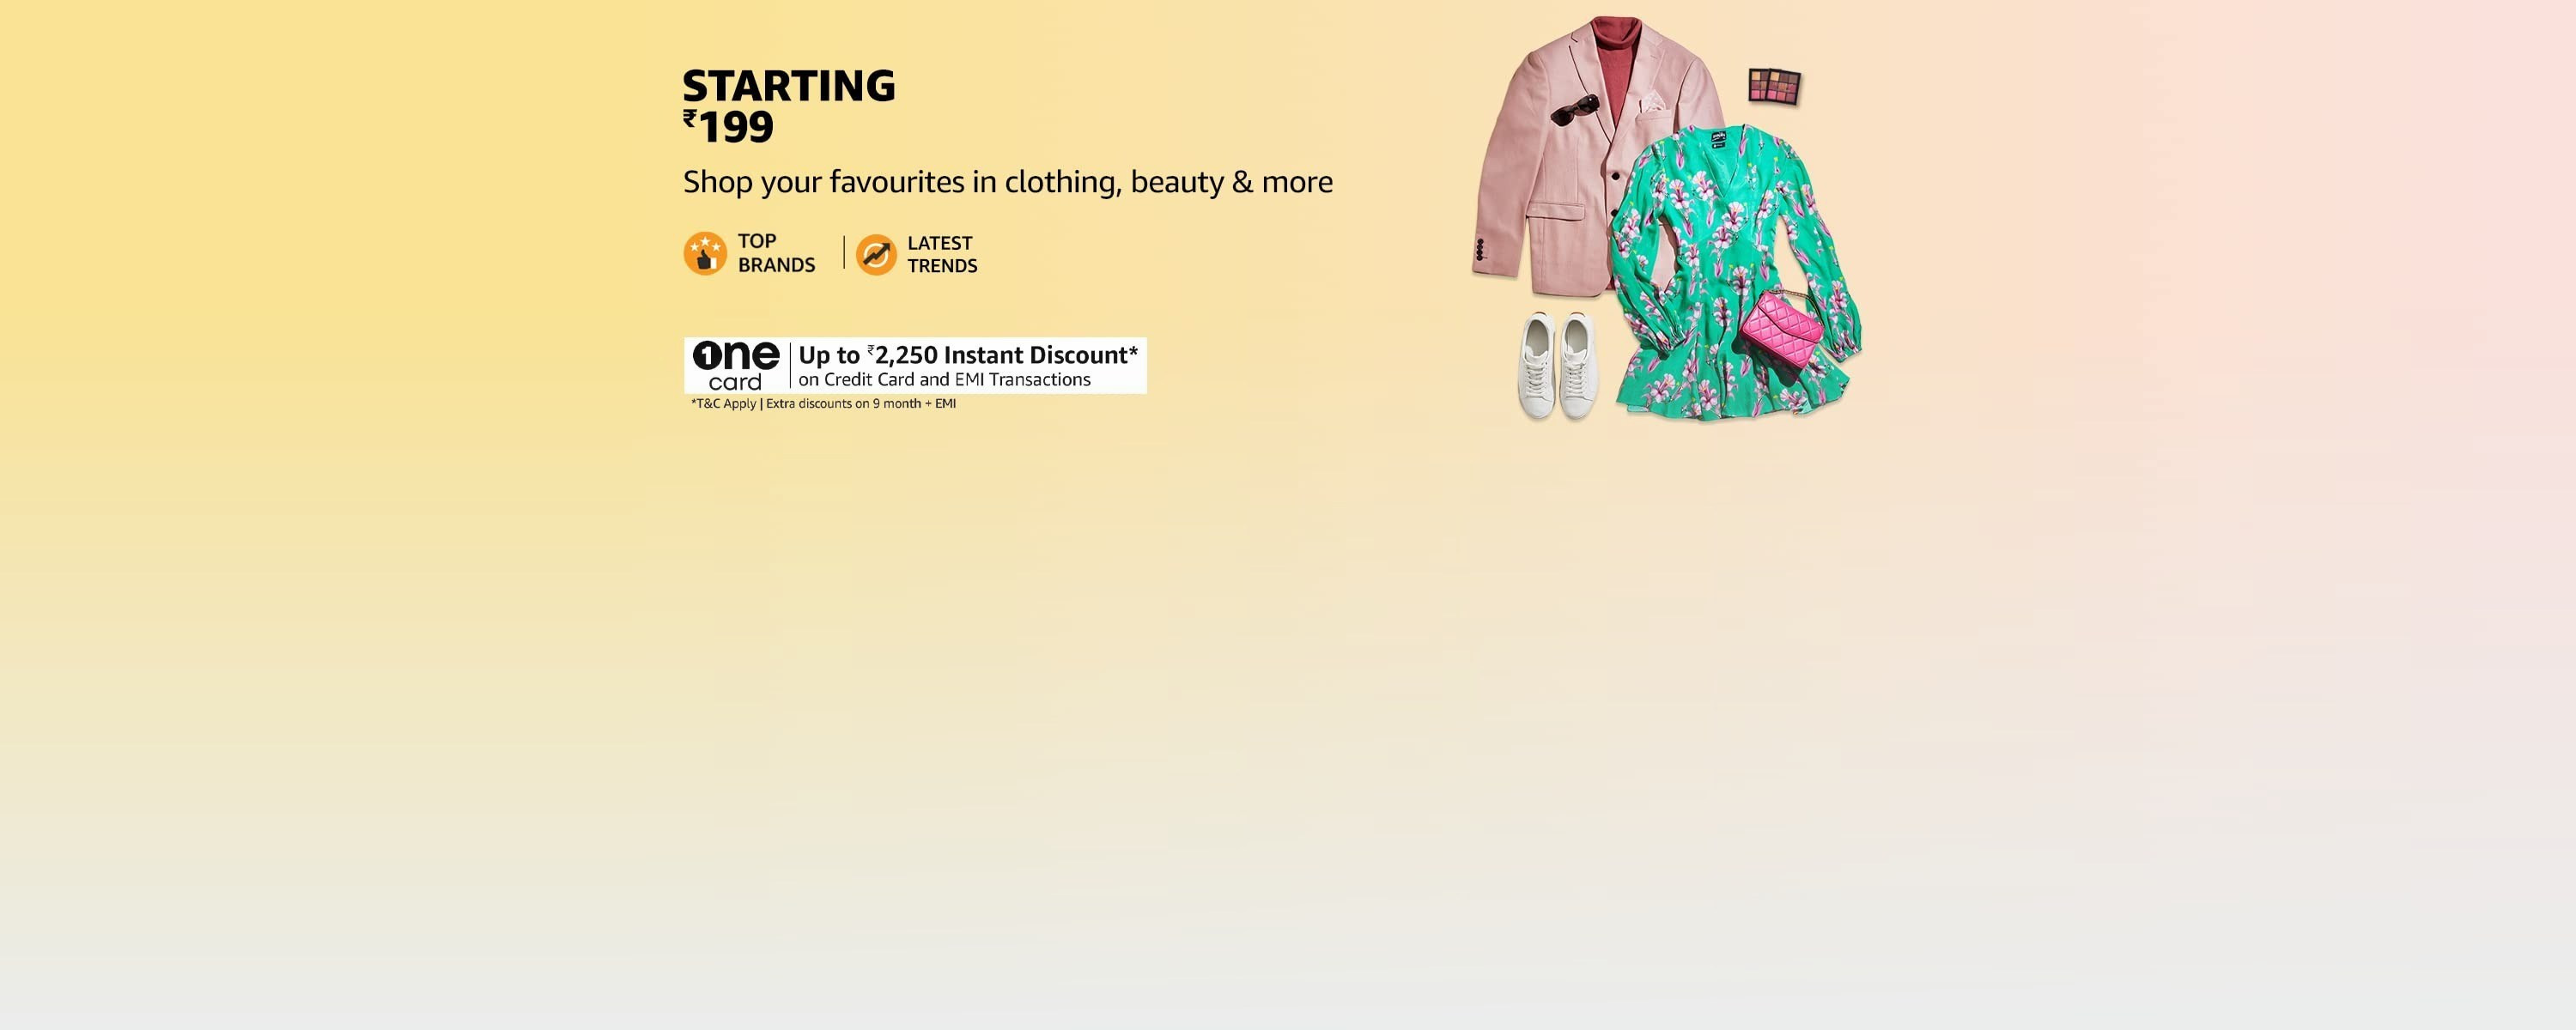 STARTING
₹199
Shop your favourites in clothing, beauty & more
TOP
BRANDS
LATEST
TRENDS
one
card
Up to ₹2,250 Instant Discount*
on Credit Card and EMI Transactions
*T&C Apply | Extra discounts on 9 month + EMI